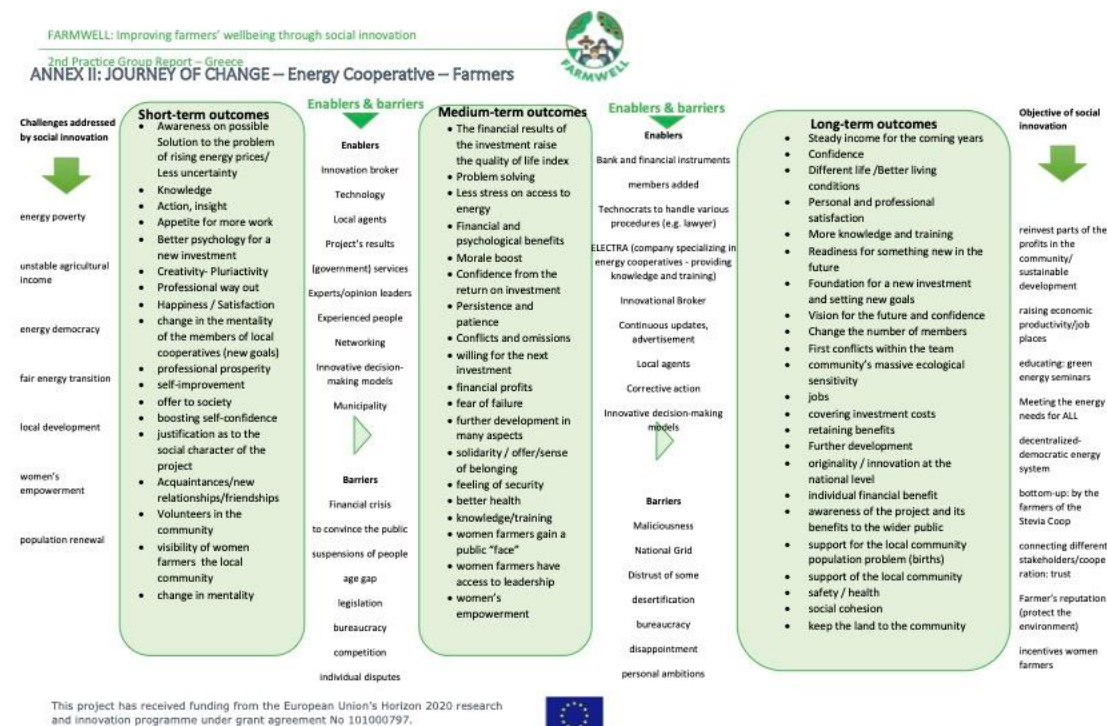 FARMWELL: Improving farmers' wellbeing through social innovation
2nd Practice Group Report – Greece
FARMWELL
ANNEX II: JOURNEY OF CHANGE – Energy Cooperative – Farmers
Challenges addressed
by social innovation
energy poverty
unstable agricultural
income
energy democracy
fair energy transition
local development
women's
empowerment
population renewal
Short-term outcomes
• Awareness on possible
Solution to the problem
of rising energy prices/
Less uncertainty
• Knowledge
• Action, insight
• Appetite for more work
• Better psychology for a
new investment
• Creativity- Pluriactivity
• Professional way out
• Happiness / Satisfaction
• change in the mentality
of the members of local
cooperatives (new goals)
• professional prosperity
• self-improvement
• offer to society
• boosting self-confidence
• justification as to the
social character of the
project
• Acquaintances/new
relationships/friendships
• Volunteers in the
community
• visibility of women
farmers the local
community
• change in mentality
Enablers & barriers
Enablers
Innovation broker
Technology
Local agents
Project's results
(government) services
Experts/opinion leaders
Experienced people
Networking
Innovative decision-
making models
Municipality
Barriers
Financial crisis
to convince the public
suspensions of people
age gap
legislation
bureaucracy
competition
individual disputes
Medium-term outcomes
• The financial results of
the investment raise
the quality of life index
• Problem solving
• Less stress on access to
energy
• Financial and
psychological benefits
• Morale boost
• Confidence from the
return on investment
• Persistence and
patience
• Conflicts and omissions
• willing for the next
investment
• financial profits
• fear of failure
• further development in
many aspects
• solidarity / offer/sense
of belonging
• feeling of security
• better health
• knowledge/training
• women farmers gain a
public "face"
• women farmers have
access to leadership
• women's
empowerment
Enablers & barriers
Enablers
Bank and financial instruments
members added
Technocrats to handle various
procedures (e.g. lawyer)
ELECTRA (company specializing in
energy cooperatives - providing
knowledge and training)
Innovational Broker
Continuous updates,
advertisement
Local agents
Corrective action
Innovative decision-making
models
Barriers
Maliciousness
National Grid
Distrust of some
desertification
bureaucracy
disappointment
personal ambitions
Long-term outcomes
• Steady income for the coming years
• Confidence
• Different life /Better living
conditions
• Personal and professional
satisfaction
• More knowledge and training
• Readiness for something new in the
future
• Foundation for a new investment
and setting new goals
• Vision for the future and confidence
• Change the number of members
• First conflicts within the team
• community's massive ecological
sensitivity
• jobs
• covering investment costs
• retaining benefits
• Further development
• originality / innovation at the
national level
• individual financial benefit
• awareness of the project and its
benefits to the wider public
• support for the local community
population problem (births)
• support of the local community
• safety / health
• social cohesion
• keep the land to the community
Objective of social
innovation
reinvest parts of the
profits in the
community/
sustainable
development
raising economic
productivity/job
places
educating: green
energy seminars
Meeting the energy
needs for ALL
decentralized-
democratic energy
system
bottom-up: by the
farmers of the
Stevia Coop
connecting different
stakeholders/coope
ration: trust
Farmer's reputation
(protect the
environment)
incentives women
farmers
This project has received funding from the European Union's Horizon 2020 research
and innovation programme under grant agreement No 101000797.